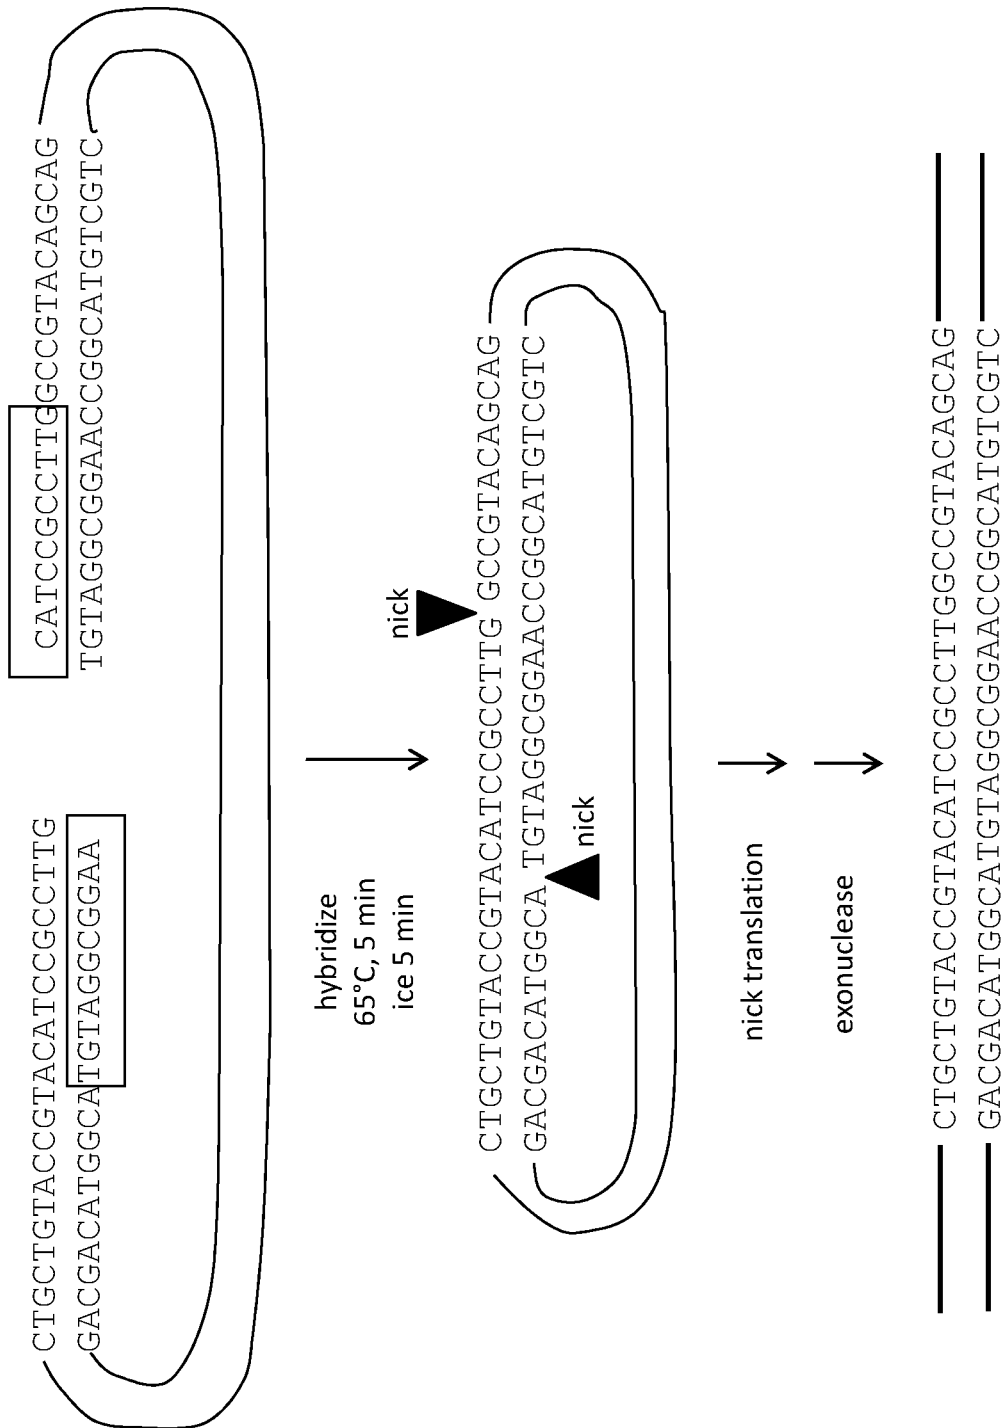 CTGCTGTACCGTACATCCGCCTTG CATCCGCCTTGGCCGTACAGCAG
GACGACATGGCATGTAGGCGGAA TGTAGGCGGAACCGGCATGTCGTC
hybridize
65°C, 5 min
ice 5 min
nick
CTGCTGTACCGTACATCCGCCTTG GCCGTACAGCAG
GACGACATGGCA TGTAGGCGGAACCGGCATGTCGTC
nick
nick translation
exonuclease
CTGCTGTACCGTACATCCGCCTTGGCCGTACAGCAG
GACGACATGGCATGTAGGCGGAACCGGCATGTCGTC